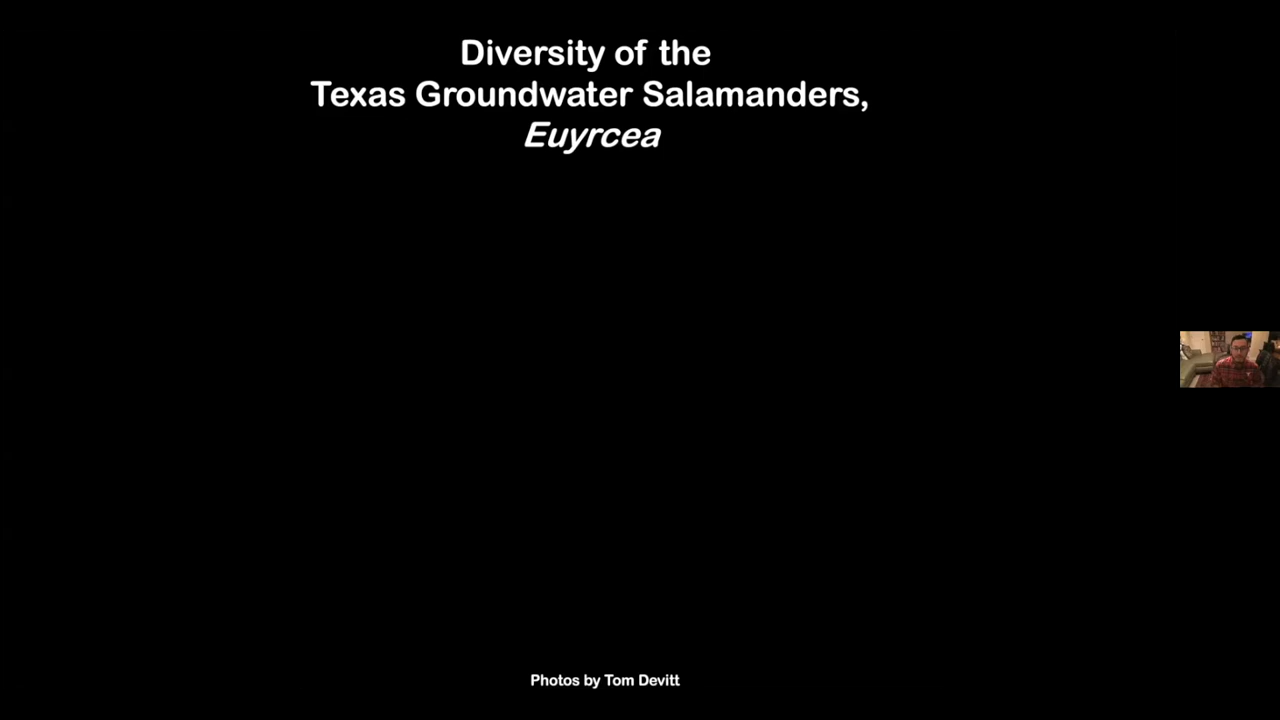 Diversity of the
Texas Groundwater Salamanders,
Euyrcea
Photos by Tom Devitt